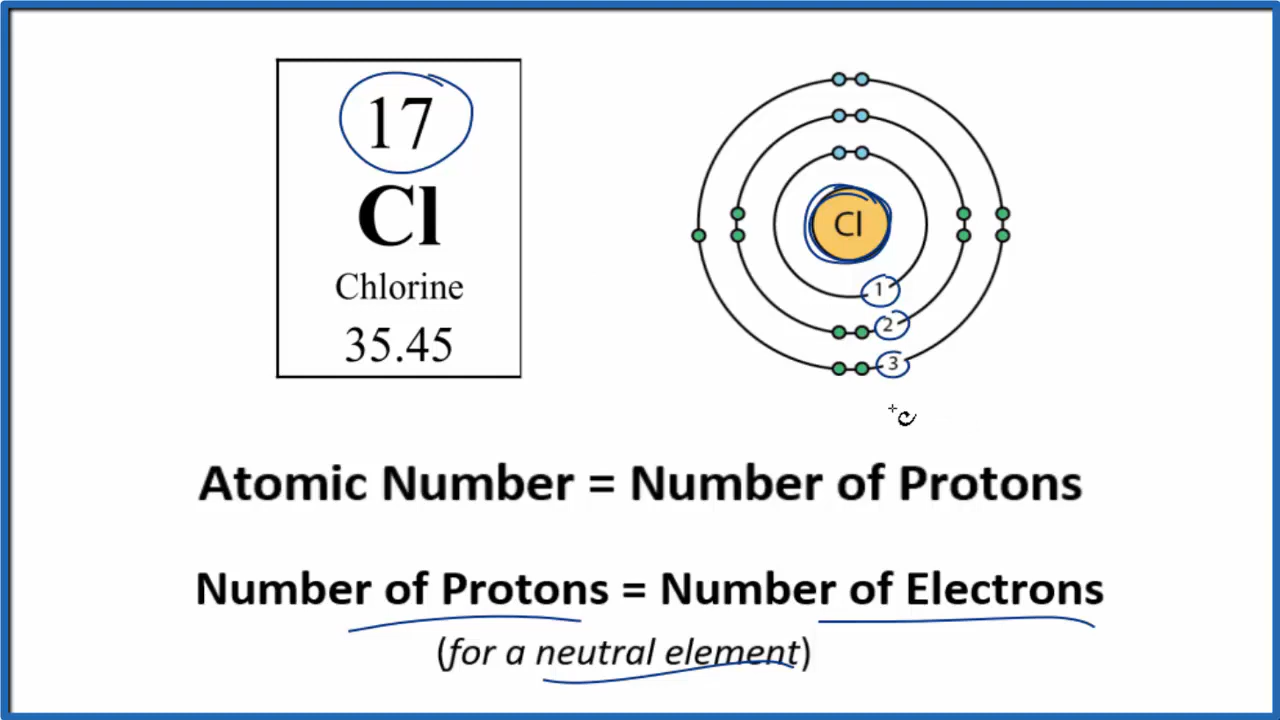 17
Cl
Chlorine
35.45
Cl
1
2
3
Atomic Number = Number of Protons
Number of Protons = Number of Electrons
(for a neutral element)